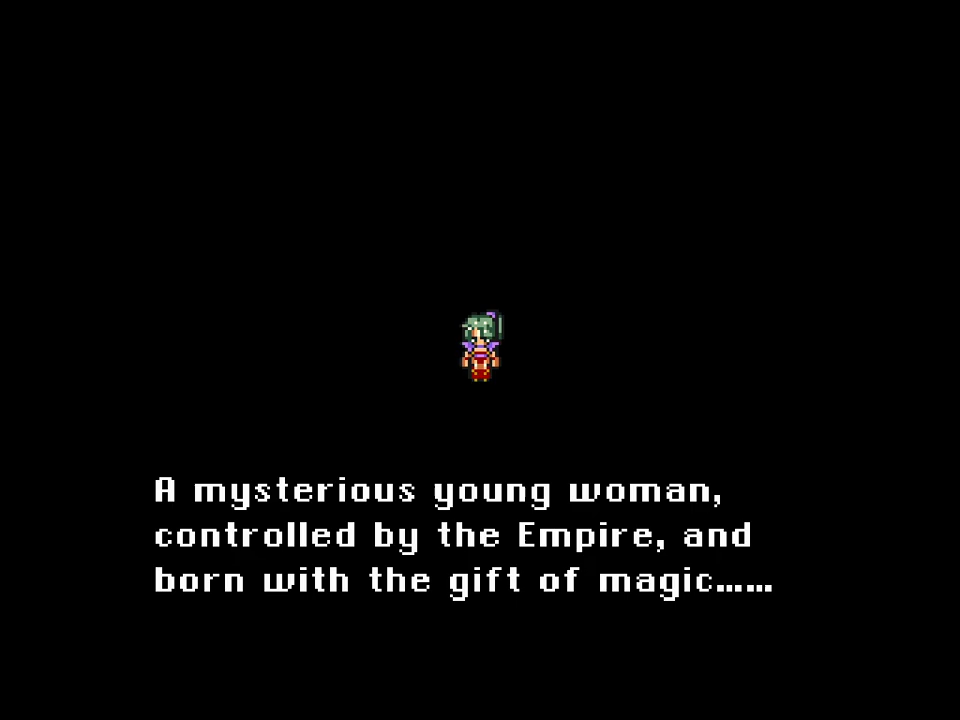 A mysterious young woman,
controlled by the Empire, and
born with the gift of magic……